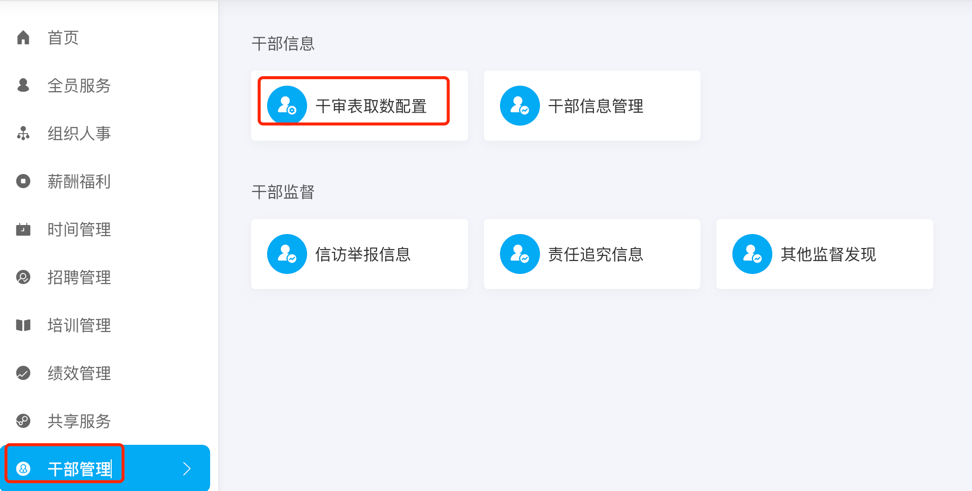 首页
全员服务
组织人事
薪酬福利
时间管理
招聘管理
培训管理
绩效管理
共享服务
干部管理
干部信息
干审表取数配置
干部信息管理
干部监督
信访举报信息
责任追究信息
其他监督发现